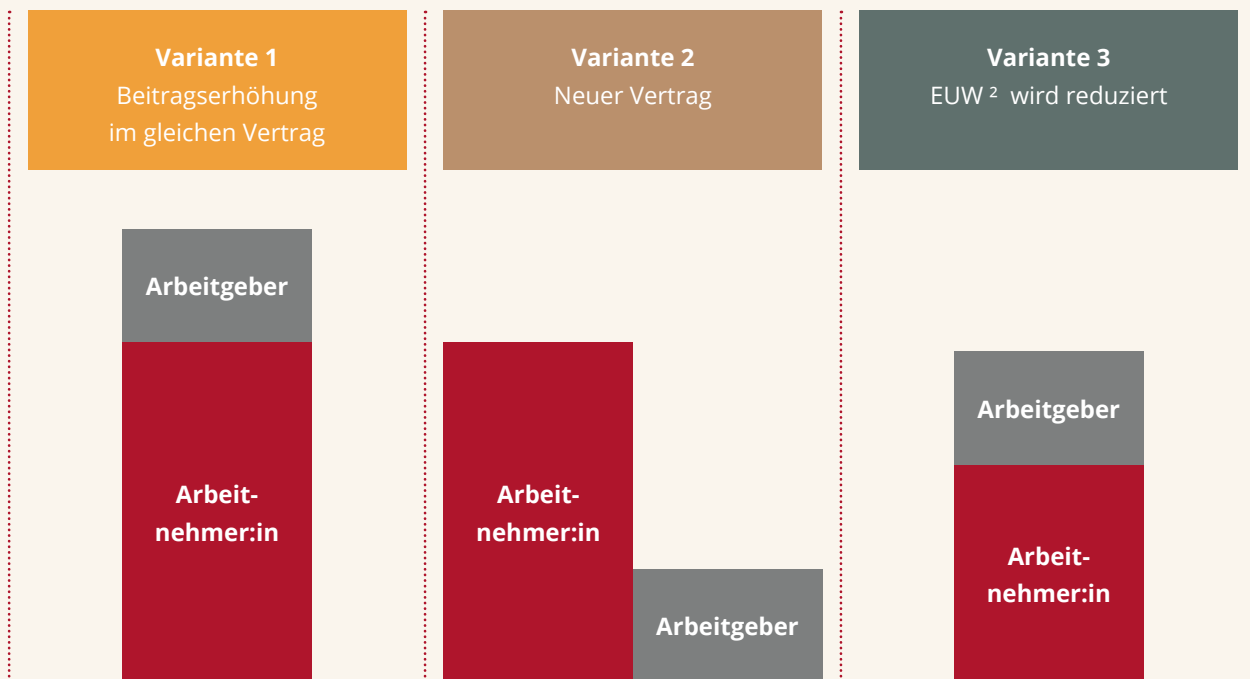 Variante 1
Beitragserhöhung
im gleichen Vertrag
Arbeitgeber
Arbeit-
nehmer:in
Variante 2
Neuer Vertrag
Arbeit-
nehmer:in
Arbeitgeber
Variante 3
EUW ² wird reduziert
Arbeitgeber
Arbeit-
nehmer:in